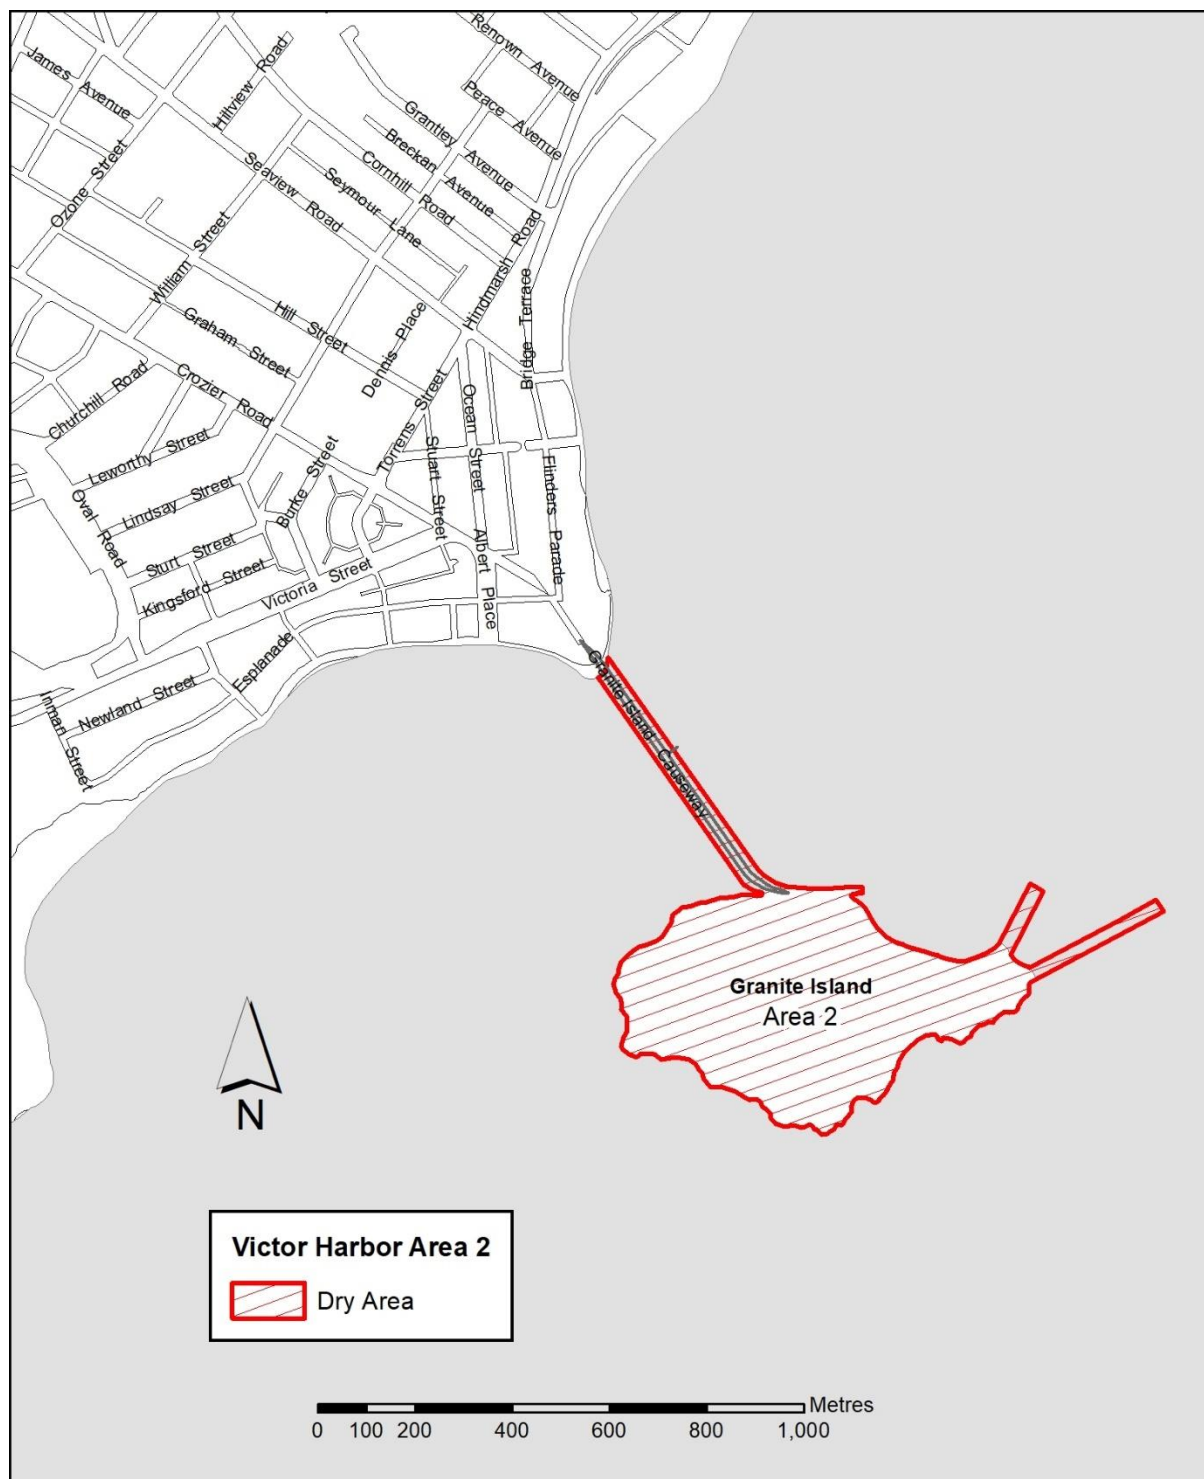 Renown Avenue
James Avenue
Hillview Road
Peace Avenue
Grantley Avenue
Breckan Avenue
Cornhill Road
Seaview Road
Seymour Lane
Ozone Street
William Street
Hindmarsh Road
Bridge Terrace
Hill Street
Graham Street
Dennis Place
Churchill Road
Crozier Road
Torrens Street
Ocean Street
Stuart Street
Flinders Parade
Leworthy Street
Burke Street
Lindsay Street
Oval Road
Sturt Street
Kingsford Street
Victoria Street
Albert Place
Esplanade
Newland Street
Inman Street
Granite Island Causeway
Granite Island
Area 2
N
Victor Harbor Area 2
Dry Area
Metres
0 100 200 400 600 800 1,000